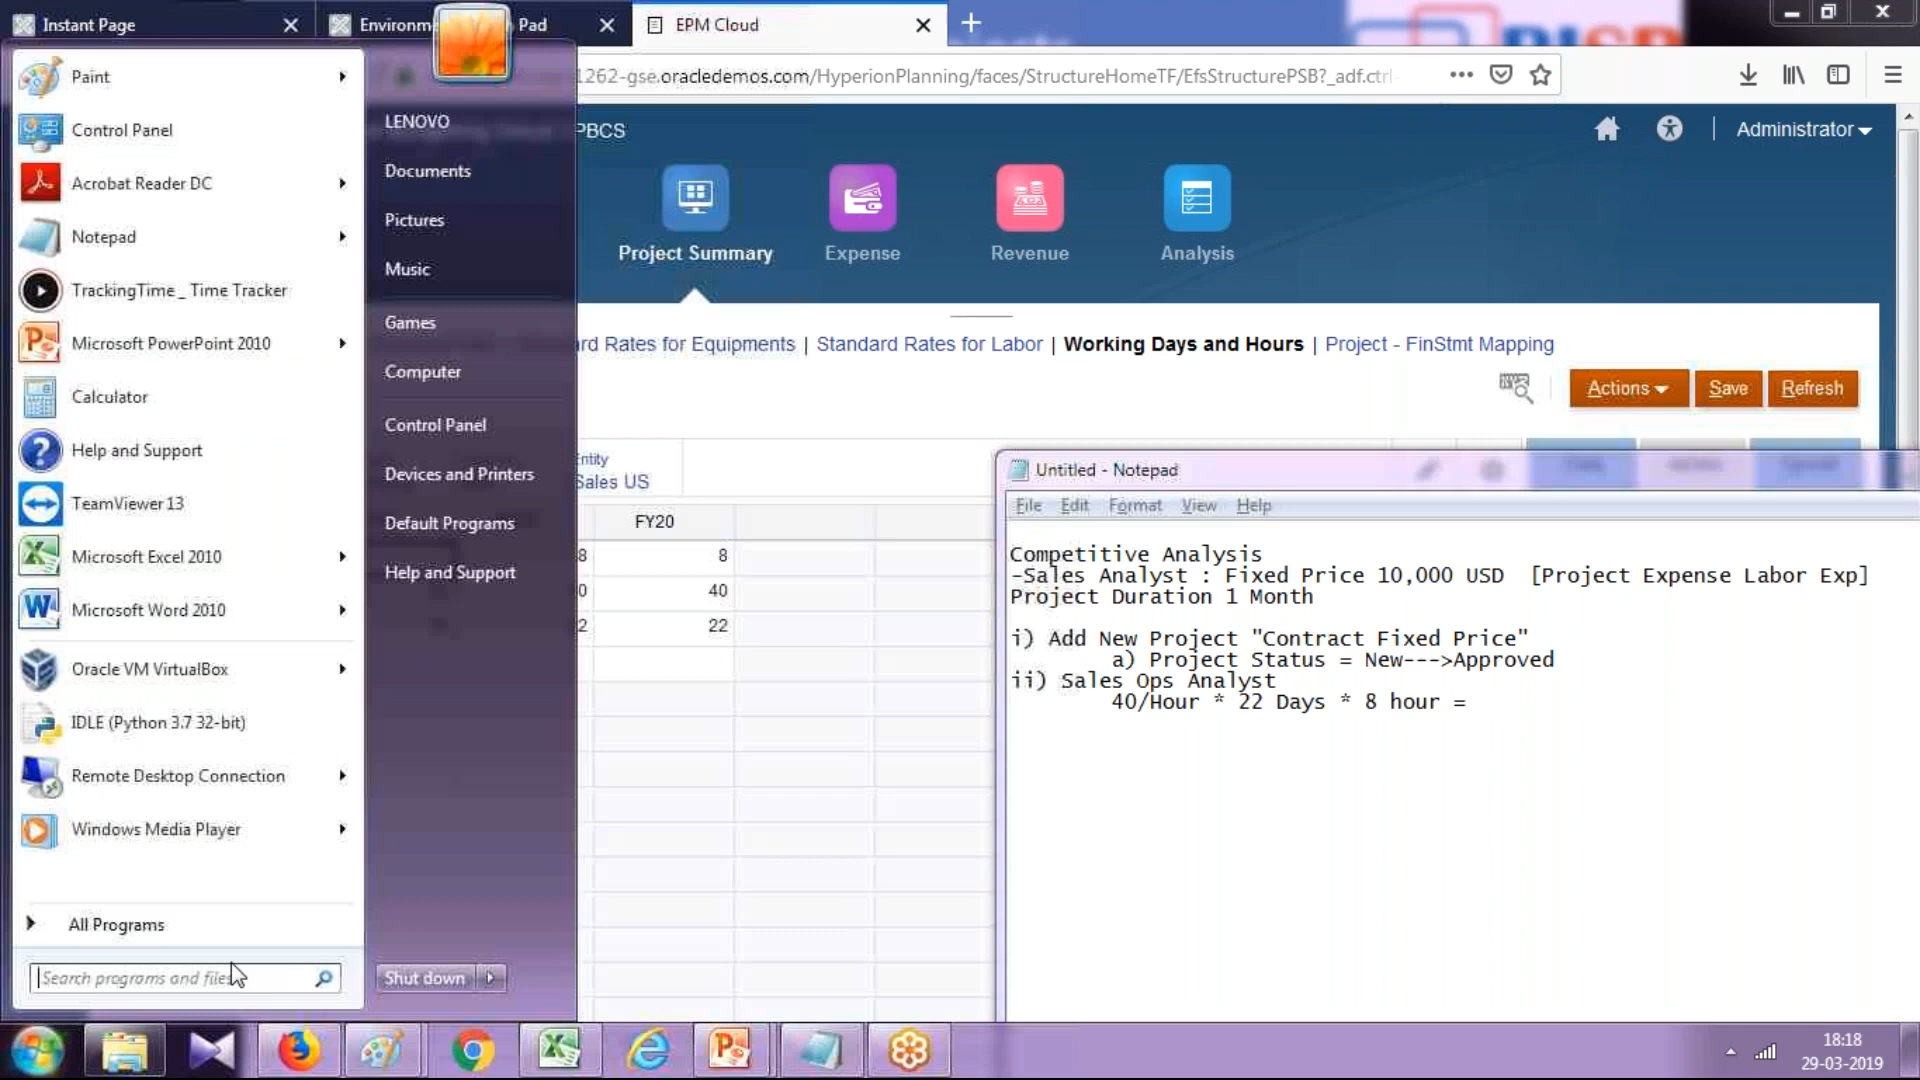 Instant Page
Environm
Pad
EPM Cloud
1262-gse.oracledemos.com/HyperionPlanning/faces/StructureHomeTF/EfsStructurePSB?_adf.ctrl-
PBCS
Administrator
Project Summary
Expense
Revenue
Analysis
rd Rates for Equipments | Standard Rates for Labor | Working Days and Hours | Project - FinStmt Mapping
Actions
Save
Refresh
ntity
Sales US
FY20
8
8
0
40
2
22
Paint
Control Panel
Acrobat Reader DC
Notepad
TrackingTime _ Time Tracker
Microsoft PowerPoint 2010
Calculator
Help and Support
TeamViewer 13
Microsoft Excel 2010
Microsoft Word 2010
Oracle VM VirtualBox
IDLE (Python 3.7 32-bit)
Remote Desktop Connection
Windows Media Player
All Programs
Search programs and files
LENOVO
Documents
Pictures
Music
Games
Computer
Control Panel
Devices and Printers
Default Programs
Help and Support
Shut down
Untitled - Notepad
File Edit Format View Help
Competitive Analysis
-Sales Analyst : Fixed Price 10,000 USD [Project Expense Labor Exp]
Project Duration 1 Month
i) Add New Project "Contract Fixed Price"
a) Project Status = New--->Approved
ii) Sales Ops Analyst
40/Hour * 22 Days * 8 hour =
18:18
29-03-2019